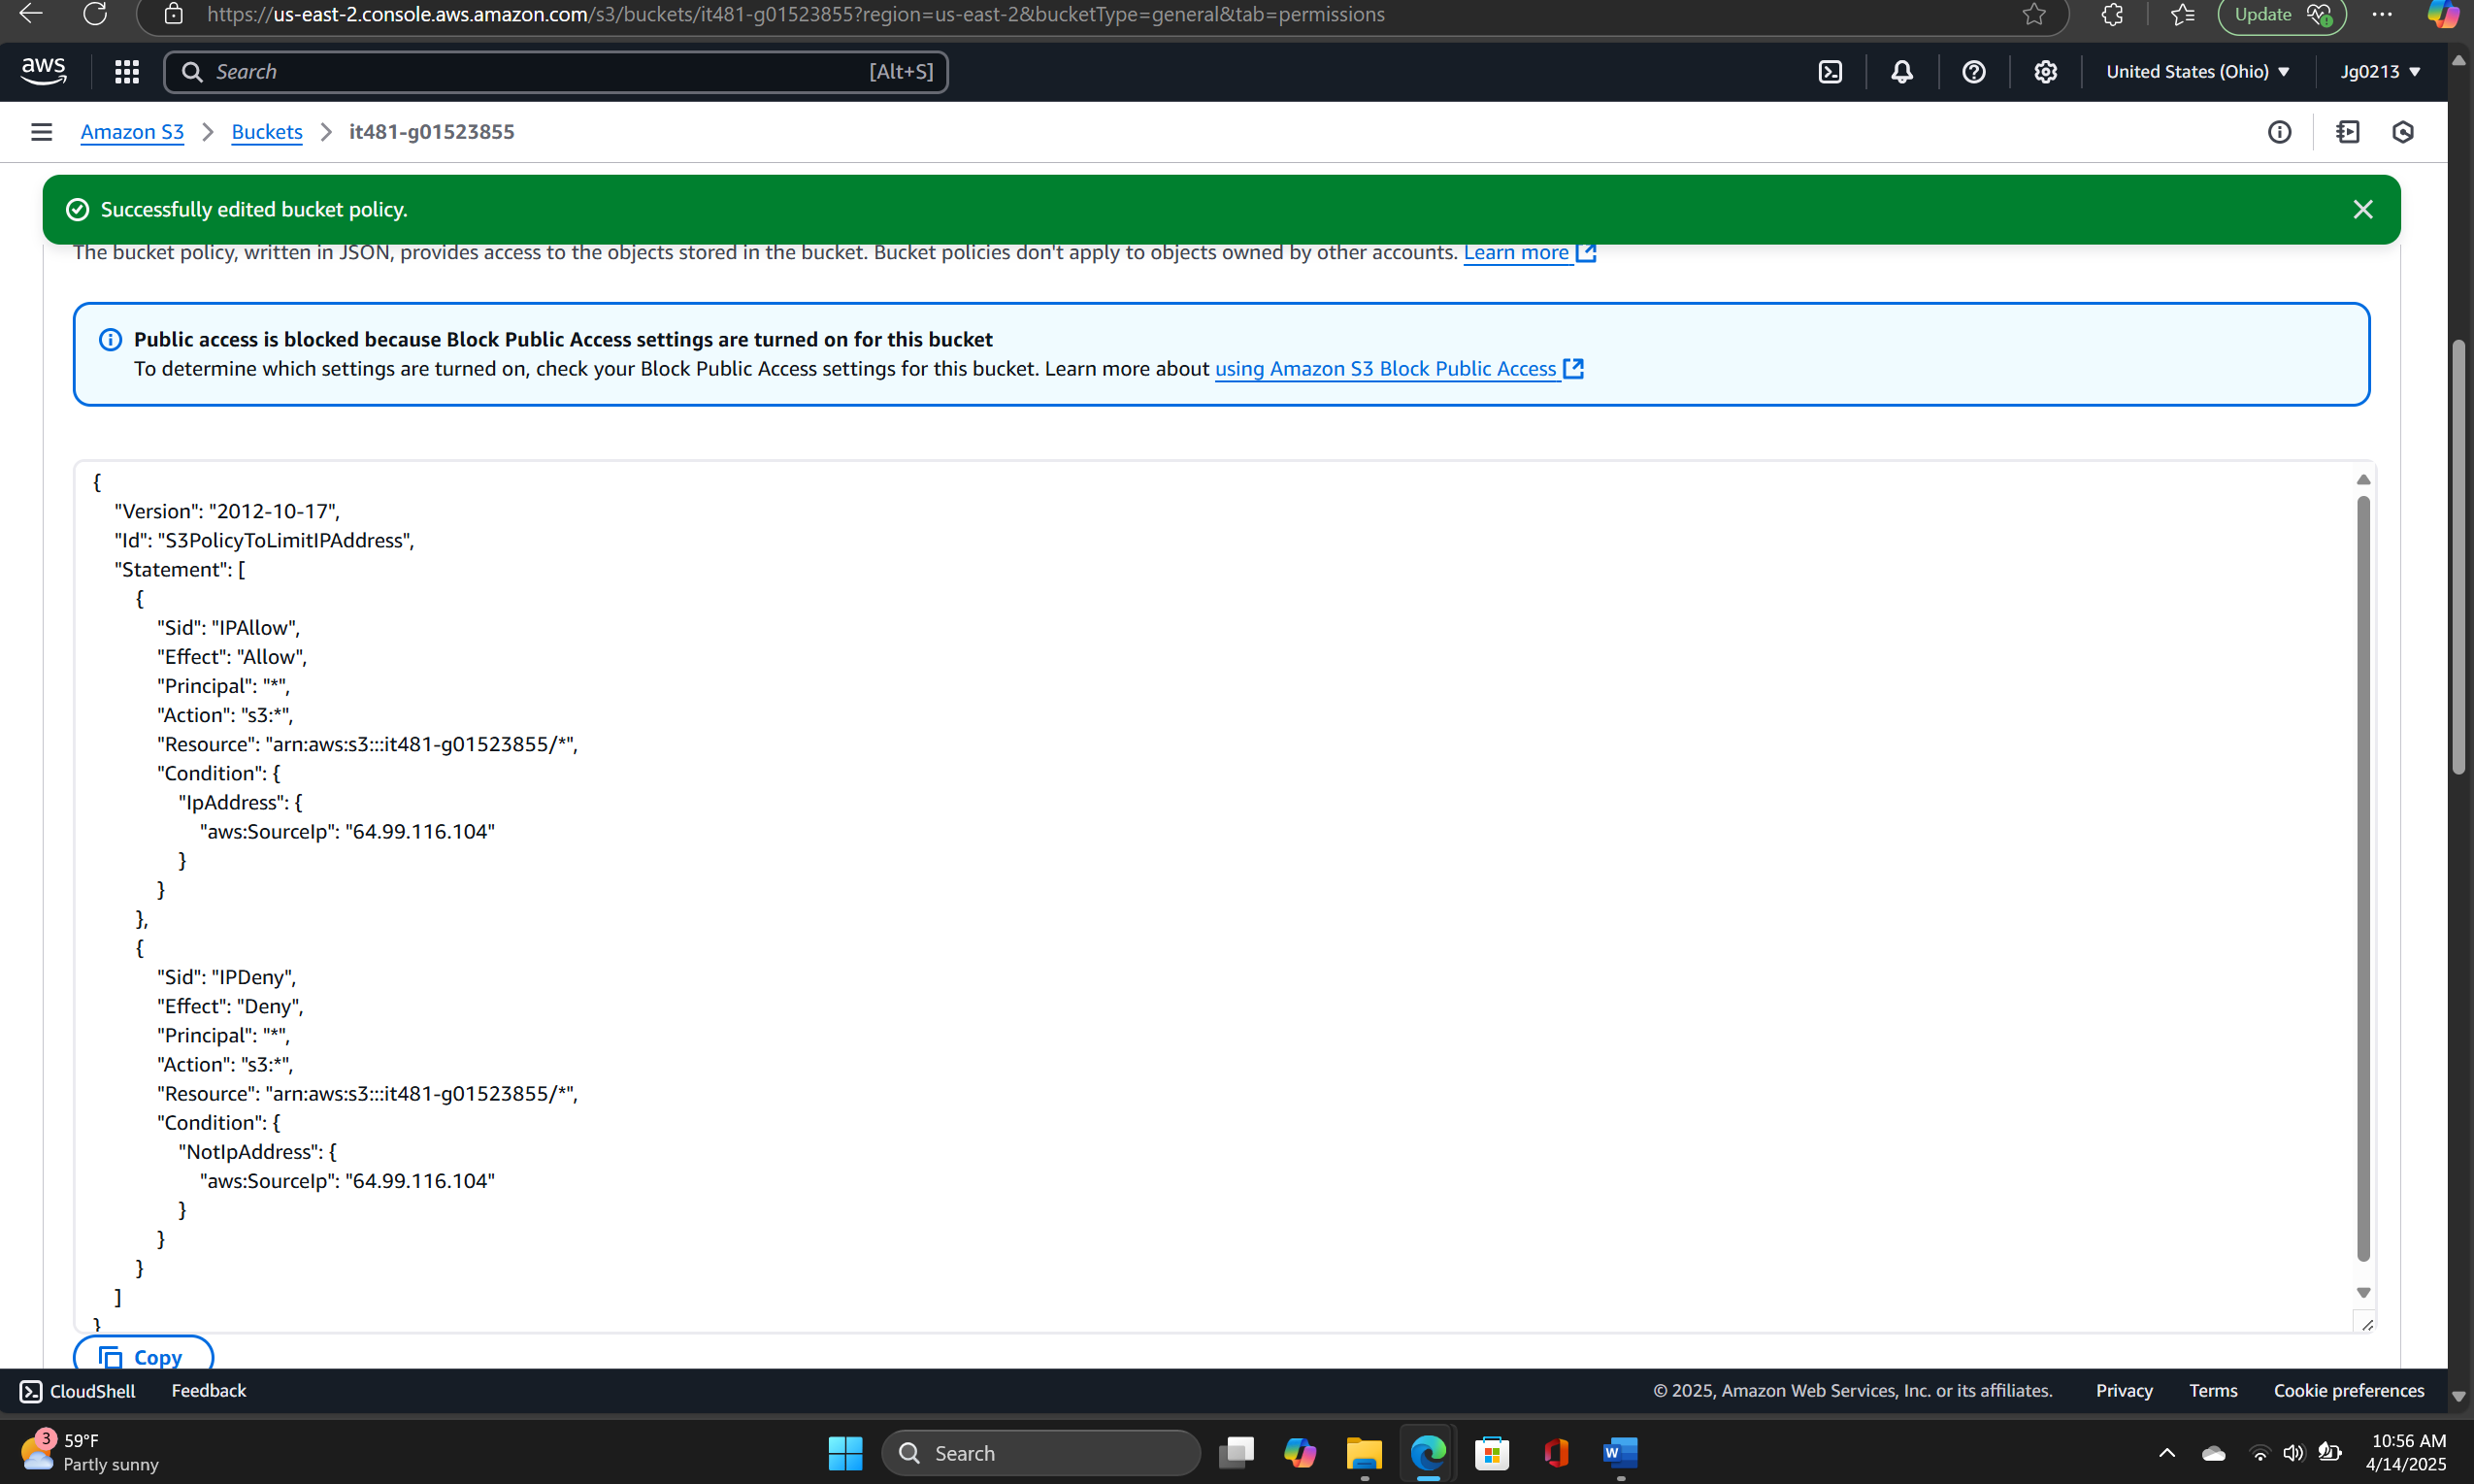 https://us-east-2.console.aws.amazon.com/s3/buckets/it481-g01523855?region=us-east-2&bucketType=general&tab=permissions
Update
aws
Search
[Alt+S]
United States (Ohio)
Jg0213
Amazon S3
Buckets
it481-g01523855
Successfully edited bucket policy.
The bucket policy, written in JSON, provides access to the objects stored in the bucket. Bucket policies don't apply to objects owned by other accounts. Learn more
Public access is blocked because Block Public Access settings are turned on for this bucket
To determine which settings are turned on, check your Block Public Access settings for this bucket. Learn more about using Amazon S3 Block Public Access
{
"Version": "2012-10-17",
"Id": "S3PolicyToLimitIPAddress",
"Statement": [
{
"Sid": "IPAllow",
"Effect": "Allow",
"Principal": "*",
"Action": "s3:*",
"Resource": "arn:aws:s3:::it481-g01523855/*",
"Condition": {
"IpAddress": {
"aws:SourceIp": "64.99.116.104"
}
}
},
{
"Sid": "IPDeny",
"Effect": "Deny",
"Principal": "*",
"Action": "s3:*",
"Resource": "arn:aws:s3:::it481-g01523855/*",
"Condition": {
"NotIpAddress": {
"aws:SourceIp": "64.99.116.104"
}
}
}
]
}
Copy
CloudShell
Feedback
© 2025, Amazon Web Services, Inc. or its affiliates.
Privacy
Terms
Cookie preferences
3
59°F
Partly sunny
Search
W
10:56 AM
4/14/2025